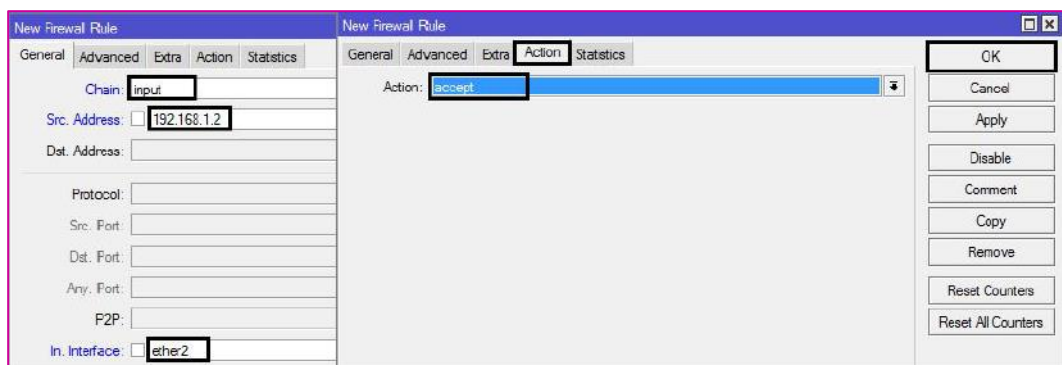 New Firewall Rule
General Advanced Extra Action Statistics
Chain: input
Src. Address: 192.168.1.2
Dst. Address:
Protocol:
Src. Port:
Dst. Port:
Any. Port:
P2P:
In. Interface: ether2
New Firewall Rule
General Advanced Extra Action Statistics
Action: accept
OK
Cancel
Apply
Disable
Comment
Copy
Remove
Reset Counters
Reset All Counters